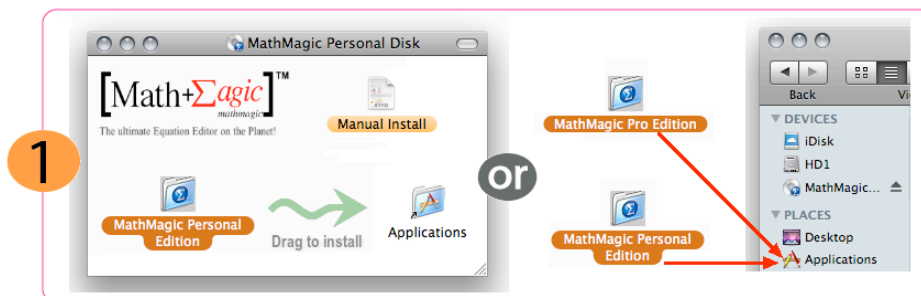 1
MathMagic Personal Disk
[Math+Σagic]™
mathmagic
The ultimate Equation Editor on the Planet!
Manual Install
MathMagic Personal
Edition
Drag to install
Applications
or
MathMagic Pro Edition
MathMagic Personal
Edition
Back
Vi
DEVICES
iDisk
HD1
MathMagic...
PLACES
Desktop
Applications